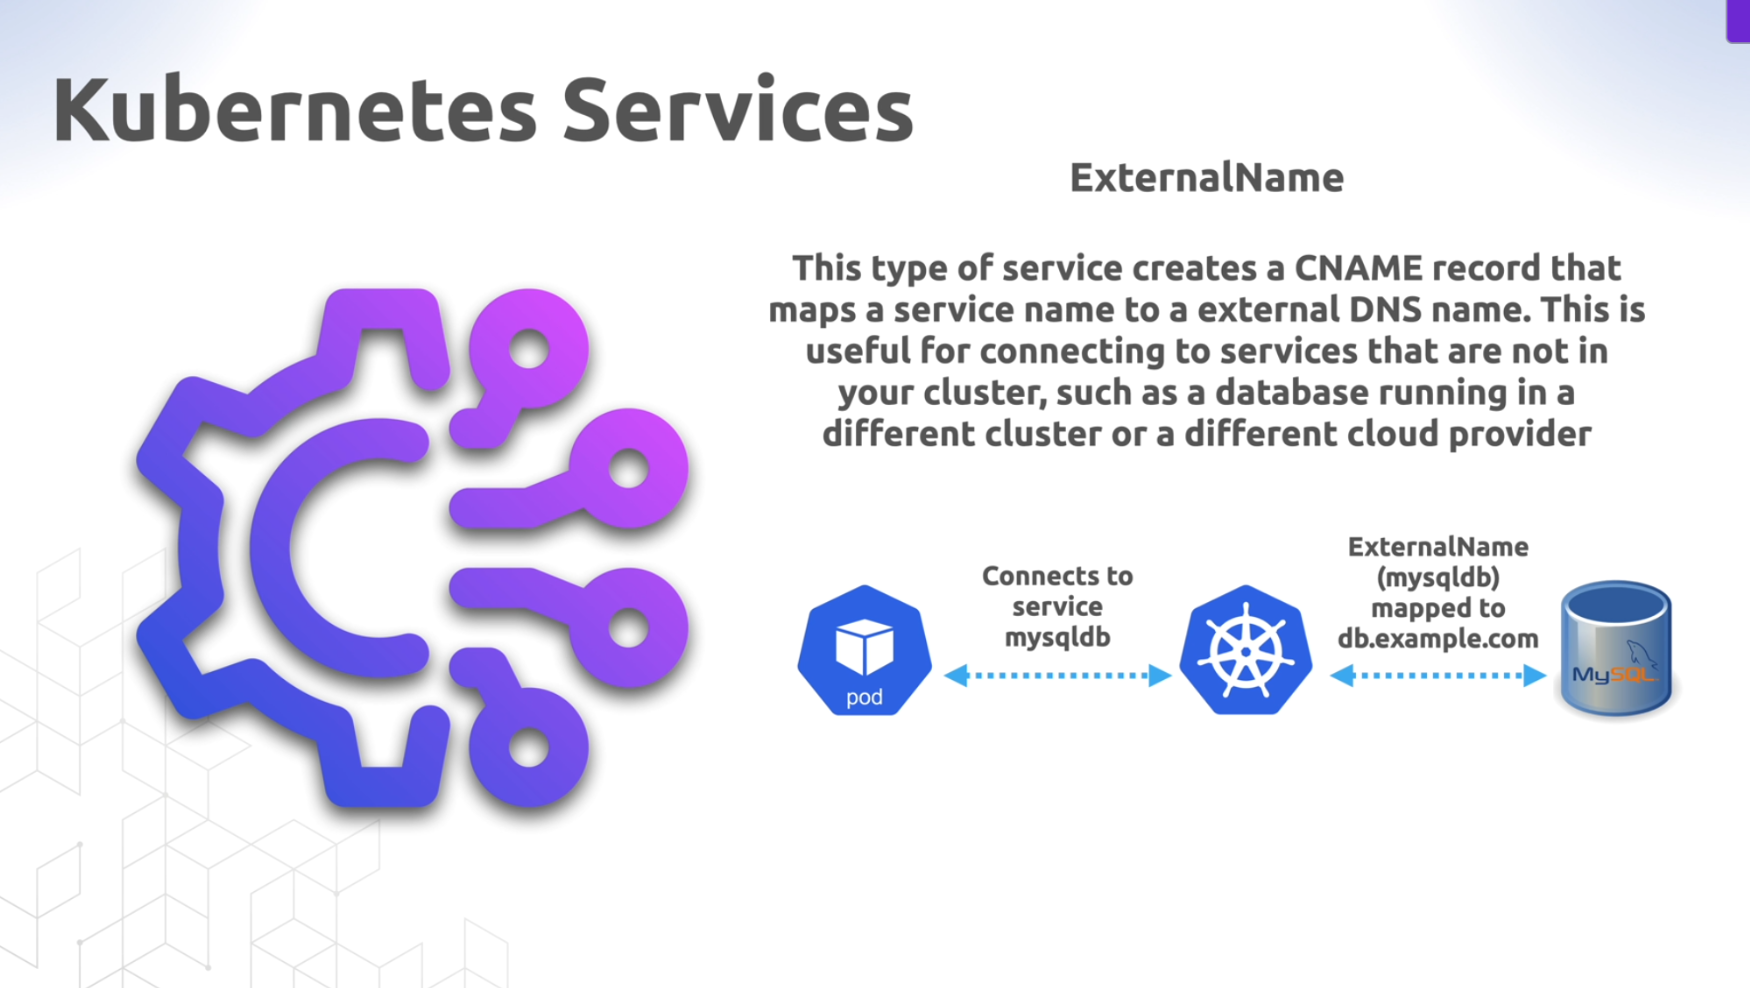 Kubernetes Services
ExternalName
This type of service creates a CNAME record that
maps a service name to a external DNS name. This is
useful for connecting to services that are not in
your cluster, such as a database running in a
different cluster or a different cloud provider
Connects to
service
mysqldb
ExternalName
(mysqldb)
mapped to
db.example.com
pod
MySQL